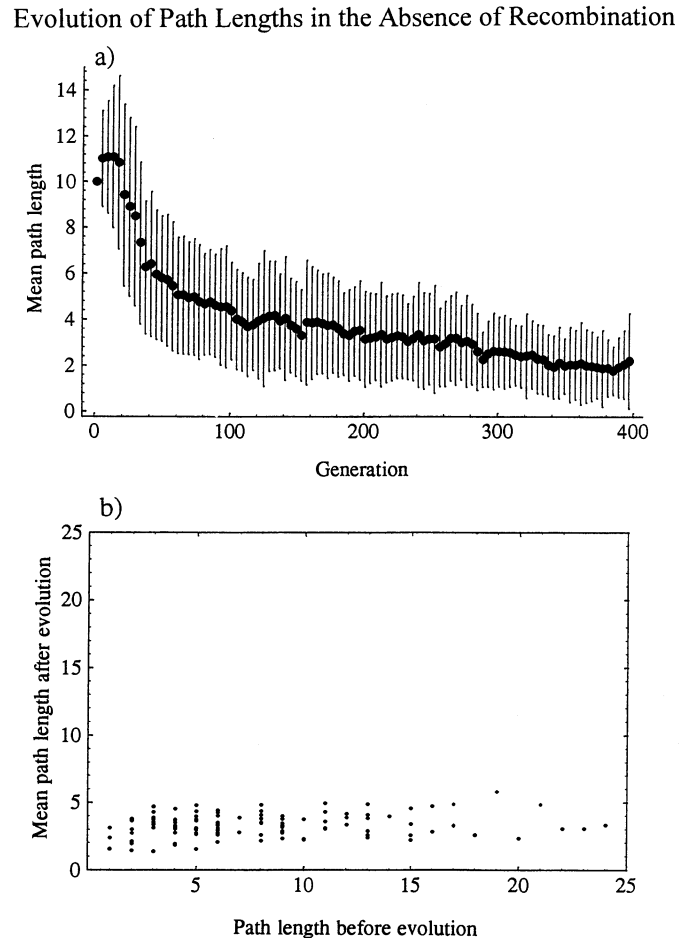 Evolution of Path Lengths in the Absence of Recombination
a)
14
12
10
8
6
4
2
0
Mean path length
0 100 200 300 400
Generation
b)
25
20
15
10
5
0
Mean path length after evolution
5 10 15 20 25
Path length before evolution